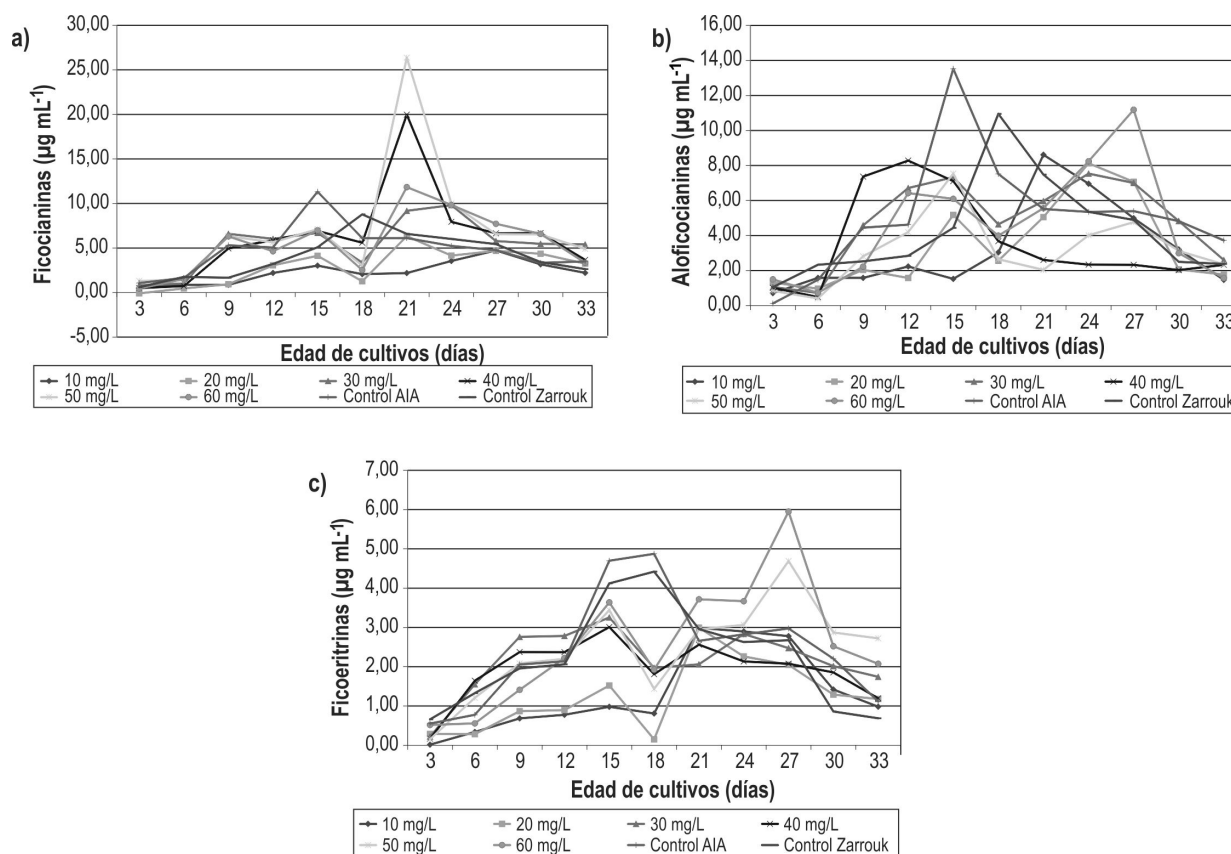 a)
Ficocianinas (µg mL-1)
30,00
25,00
20,00
15,00
10,00
5,00
0,00
-5,00
3 6 9 12 15 18 21 24 27 30 33
Edad de cultivos (días)
10 mg/L 20 mg/L 30 mg/L 40 mg/L
50 mg/L 60 mg/L Control AIA Control Zarrouk
b)
Aloficocianinas (µg mL-1)
16,00
14,00
12,00
10,00
8,00
6,00
4,00
2,00
0,00
3 6 9 12 15 18 21 24 27 30 33
Edad de cultivos (días)
10 mg/L 20 mg/L 30 mg/L 40 mg/L
50 mg/L 60 mg/L Control AIA Control Zarrouk
c)
Ficoeritrinas (µg mL-1)
7,00
6,00
5,00
4,00
3,00
2,00
1,00
0,00
3 6 9 12 15 18 21 24 27 30 33
Edad de cultivos (días)
10 mg/L 20 mg/L 30 mg/L 40 mg/L
50 mg/L 60 mg/L Control AIA Control Zarrouk